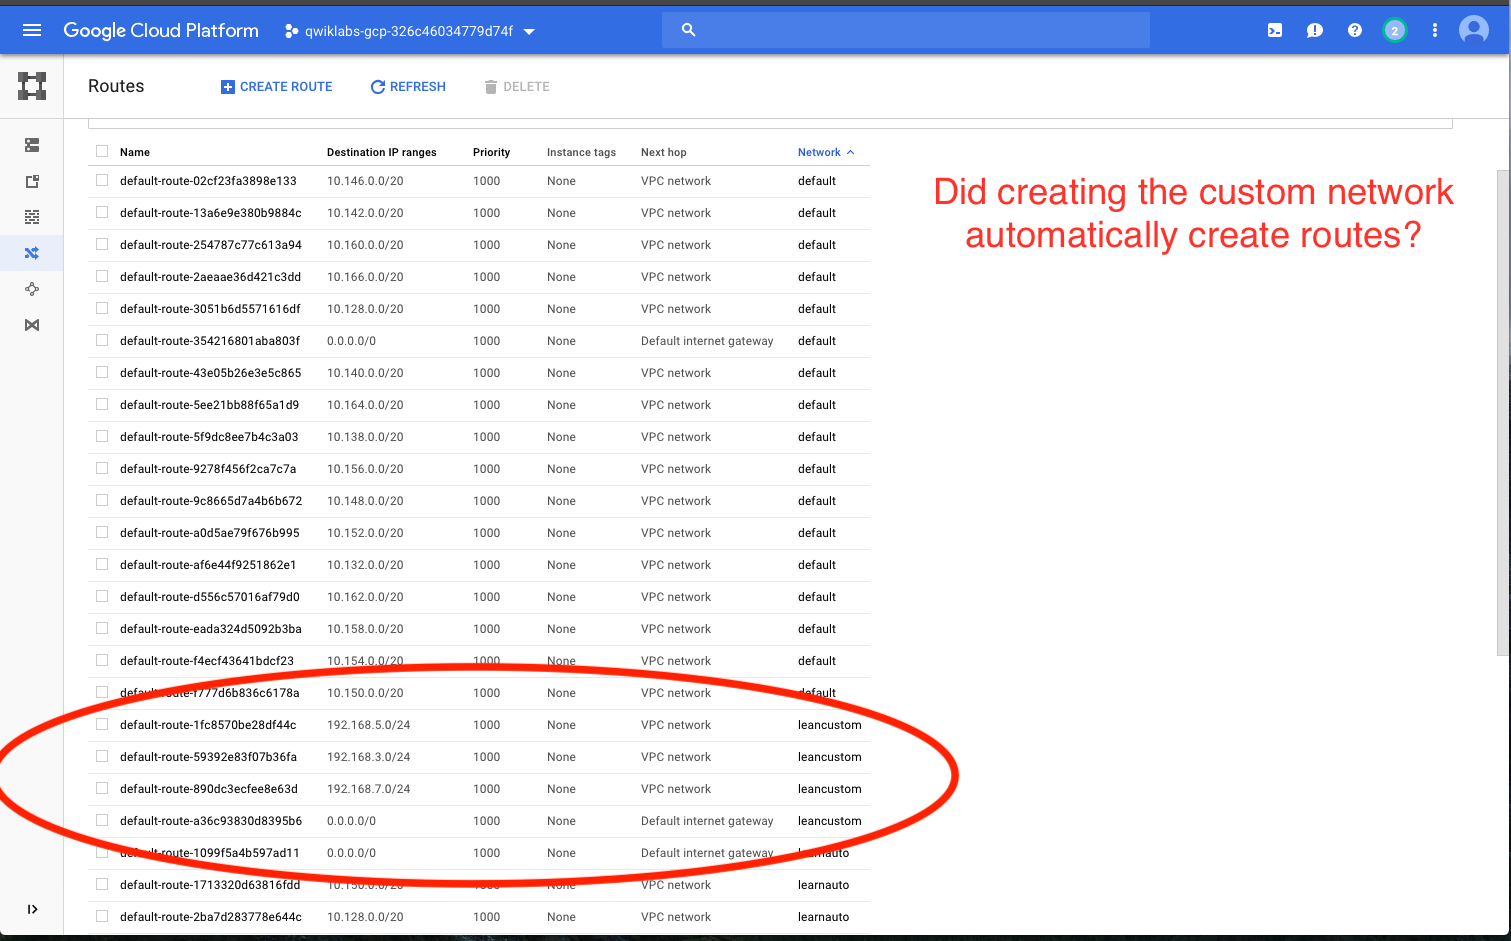 Google Cloud Platform qwiklabs-gcp-326c46034779d74f 2
Routes CREATE ROUTE REFRESH DELETE
Name Destination IP ranges Priority Instance tags Next hop Network
default-route-02cf23fa3898e133 10.146.0.0/20 1000 None VPC network default
default-route-13a6e9e380b9884c 10.142.0.0/20 1000 None VPC network default
default-route-254787c77c613a94 10.160.0.0/20 1000 None VPC network default
default-route-2aeaae36d421c3dd 10.166.0.0/20 1000 None VPC network default
default-route-3051b6d5571616df 10.128.0.0/20 1000 None VPC network default
default-route-354216801aba803f 0.0.0.0/0 1000 None Default internet gateway default
default-route-43e05b26e3e5c865 10.140.0.0/20 1000 None VPC network default
default-route-5ee21bb88f65a1d9 10.164.0.0/20 1000 None VPC network default
default-route-5f9dc8ee7b4c3a03 10.138.0.0/20 1000 None VPC network default
default-route-9278f456f2ca7c7a 10.156.0.0/20 1000 None VPC network default
default-route-9c8665d7a4b6b672 10.148.0.0/20 1000 None VPC network default
default-route-a0d5ae79f676b995 10.152.0.0/20 1000 None VPC network default
default-route-af6e44f9251862e1 10.132.0.0/20 1000 None VPC network default
default-route-d556c57016af79d0 10.162.0.0/20 1000 None VPC network default
default-route-eada324d5092b3ba 10.158.0.0/20 1000 None VPC network default
default-route-f4ecf43641bdcf23 10.154.0.0/20 1000 None VPC network default
default-route-f777d6b836c6178a 10.150.0.0/20 1000 None VPC network default
default-route-1fc8570be28df44c 192.168.5.0/24 1000 None VPC network leancustom
default-route-59392e83f07b36fa 192.168.3.0/24 1000 None VPC network leancustom
default-route-890dc3ecfee8e63d 192.168.7.0/24 1000 None VPC network leancustom
default-route-a36c93830d8395b6 0.0.0.0/0 1000 None Default internet gateway leancustom
default-route-1099f5a4b597ad11 0.0.0.0/0 1000 None Default internet gateway learnauto
default-route-1713320d63816fdd 10.150.0.0/20 1000 None VPC network learnauto
default-route-2ba7d283778e644c 10.128.0.0/20 1000 None VPC network learnauto
Did creating the custom network
automatically create routes?